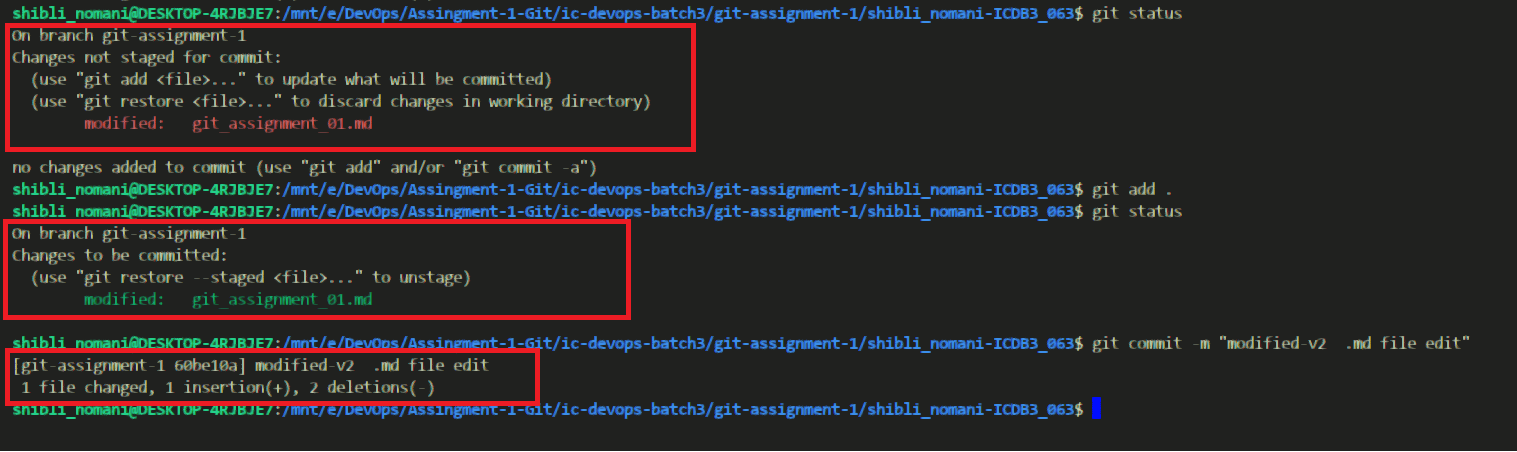 shibli_nomani@DESKTOP-4RJBJE7:/mnt/e/DevOps/Assingment-1-Git/ic-devops-batch3/git-assignment-1/shibli_nomani-ICDB3_063$ git status
On branch git-assignment-1
Changes not staged for commit:
  (use "git add <file>..." to update what will be committed)
  (use "git restore <file>..." to discard changes in working directory)
        modified:   git_assignment_01.md
no changes added to commit (use "git add" and/or "git commit -a")
shibli_nomani@DESKTOP-4RJBJE7:/mnt/e/DevOps/Assingment-1-Git/ic-devops-batch3/git-assignment-1/shibli_nomani-ICDB3_063$ git add .
shibli_nomani@DESKTOP-4RJBJE7:/mnt/e/DevOps/Assingment-1-Git/ic-devops-batch3/git-assignment-1/shibli_nomani-ICDB3_063$ git status
On branch git-assignment-1
Changes to be committed:
  (use "git restore --staged <file>..." to unstage)
        modified:   git_assignment_01.md
shibli_nomani@DESKTOP-4RJBJE7:/mnt/e/DevOps/Assingment-1-Git/ic-devops-batch3/git-assignment-1/shibli_nomani-ICDB3_063$ git commit -m "modified-v2  .md file edit"
[git-assignment-1 60be10a] modified-v2  .md file edit
 1 file changed, 1 insertion(+), 2 deletions(-)
shibli_nomani@DESKTOP-4RJBJE7:/mnt/e/DevOps/Assingment-1-Git/ic-devops-batch3/git-assignment-1/shibli_nomani-ICDB3_063$